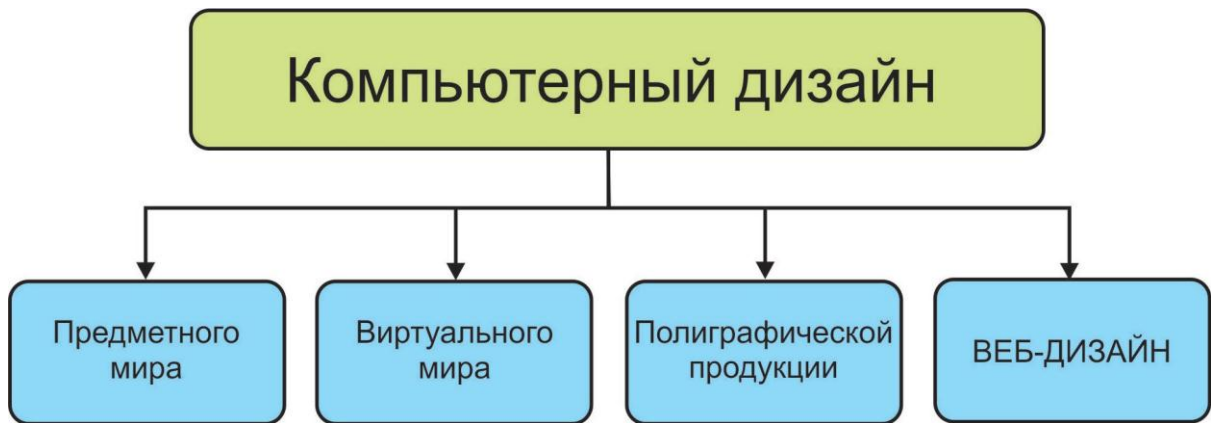 Компьютерный дизайн
Предметного
мира
Виртуального
мира
Полиграфической
продукции
ВЕБ-ДИЗАЙН